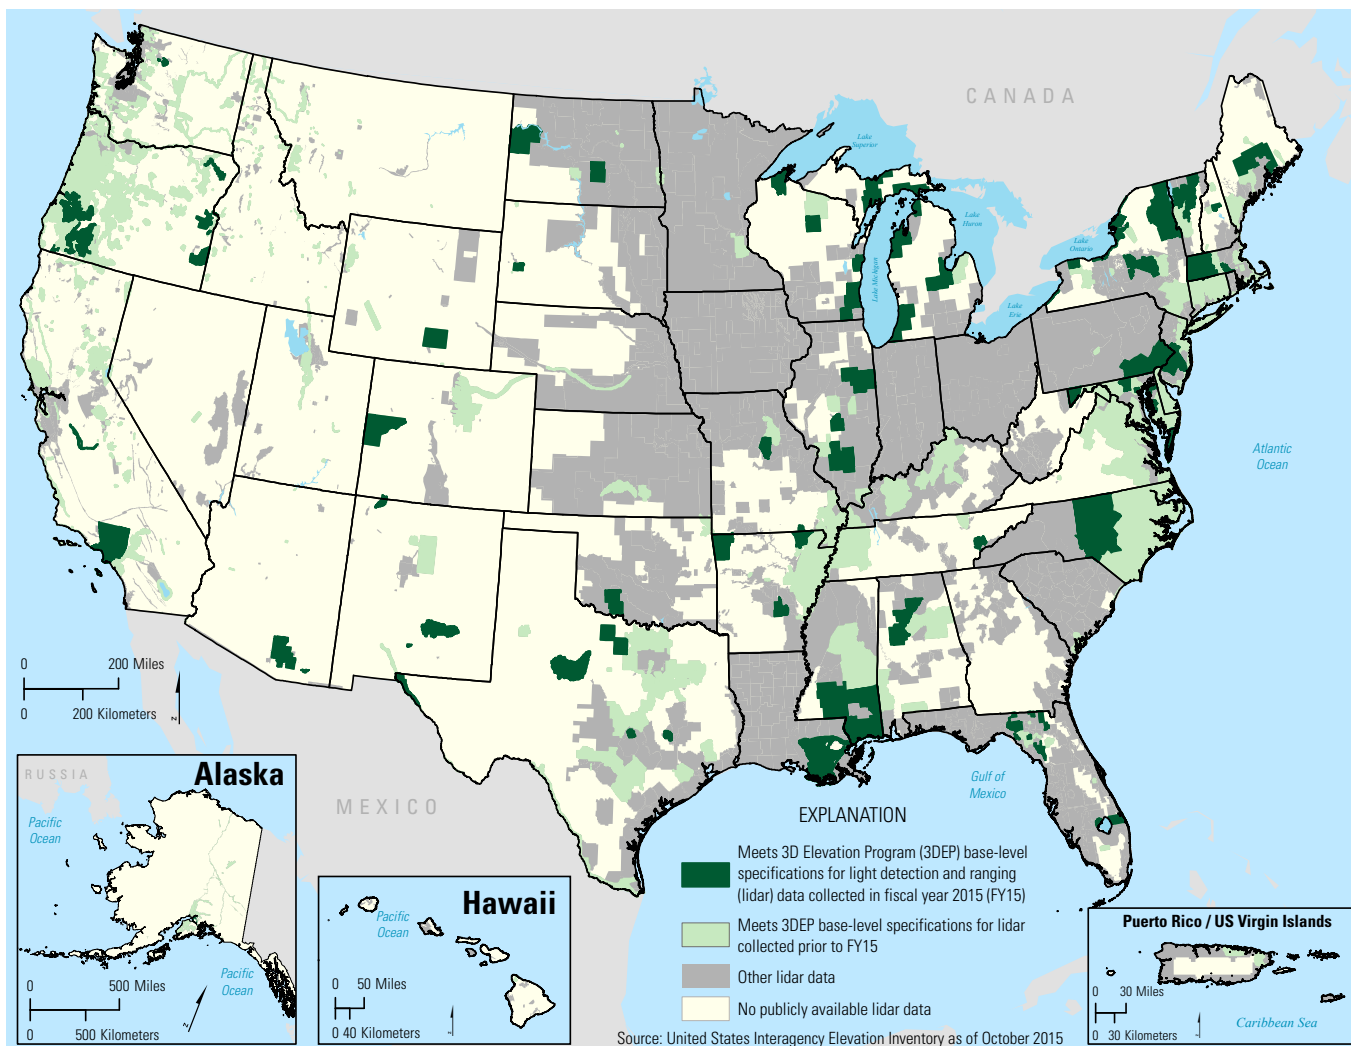 CANADA
Lake
Superior
Lake
Huron
Lake
Ontario
Lake Michigan
Lake
Erie
Atlantic
Ocean
0 200 Miles
0 200 Kilometers
N
MEXICO
Gulf of
Mexico
RUSSIA
Alaska
Pacific
Ocean
Pacific
Ocean
0 500 Miles
0 500 Kilometers
N
Hawaii
Pacific
Ocean
0 50 Miles
0 40 Kilometers
EXPLANATION
Meets 3D Elevation Program (3DEP) base-level
specifications for light detection and ranging
(lidar) data collected in fiscal year 2015 (FY15)
Meets 3DEP base-level specifications for lidar
collected prior to FY15
Other lidar data
No publicly available lidar data
Source: United States Interagency Elevation Inventory as of October 2015
Puerto Rico / US Virgin Islands
0 30 Miles
0 30 Kilometers
Caribbean Sea